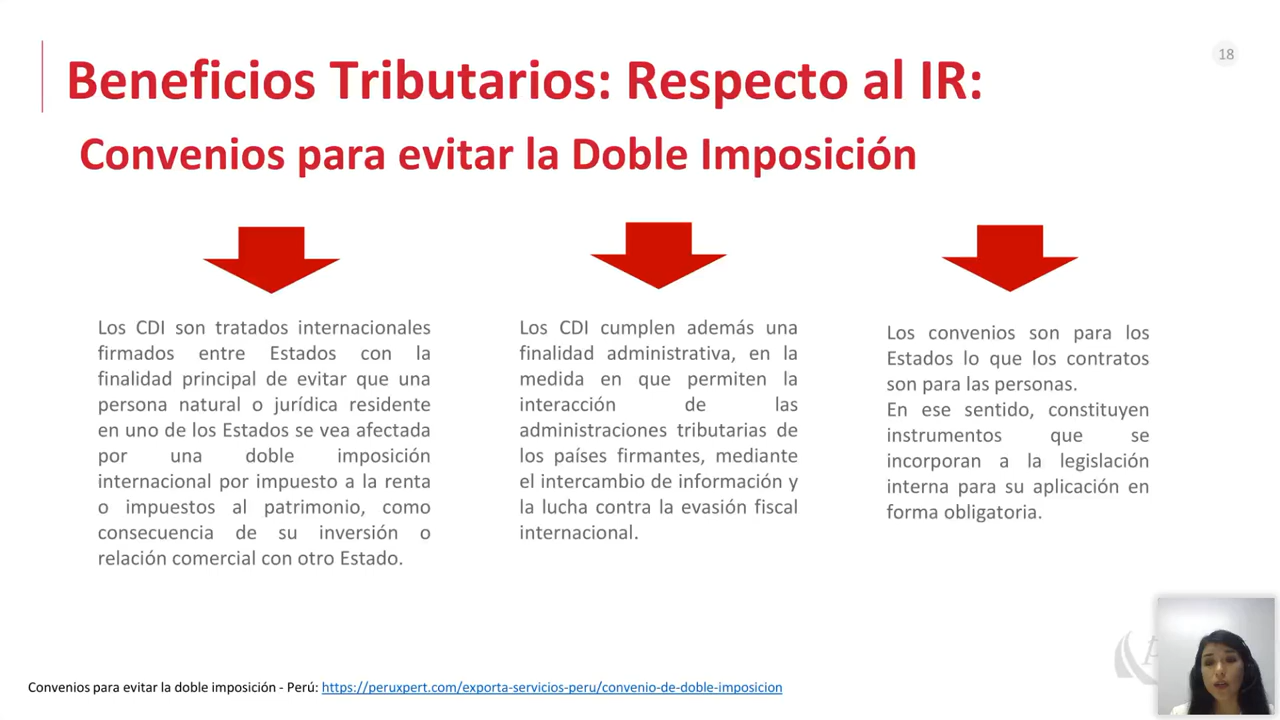 18
Beneficios Tributarios: Respecto al IR:
Convenios para evitar la Doble Imposición
Los CDI son tratados internacionales
firmados entre Estados con la
finalidad principal de evitar que una
persona natural o jurídica residente
en uno de los Estados se vea afectada
por una doble imposición
internacional por impuesto a la renta
o impuestos al patrimonio, como
consecuencia de su inversión o
relación comercial con otro Estado.
Los CDI cumplen además una
finalidad administrativa, en la
medida en que permiten la
interacción de las
administraciones tributarias de
los países firmantes, mediante
el intercambio de información y
la lucha contra la evasión fiscal
internacional.
Los convenios son para los
Estados lo que los contratos
son para las personas.
En ese sentido, constituyen
instrumentos que se
incorporan a la legislación
interna para su aplicación en
forma obligatoria.
Convenios para evitar la doble imposición - Perú: https://peruxpert.com/exporta-servicios-peru/convenio-de-doble-imposicion